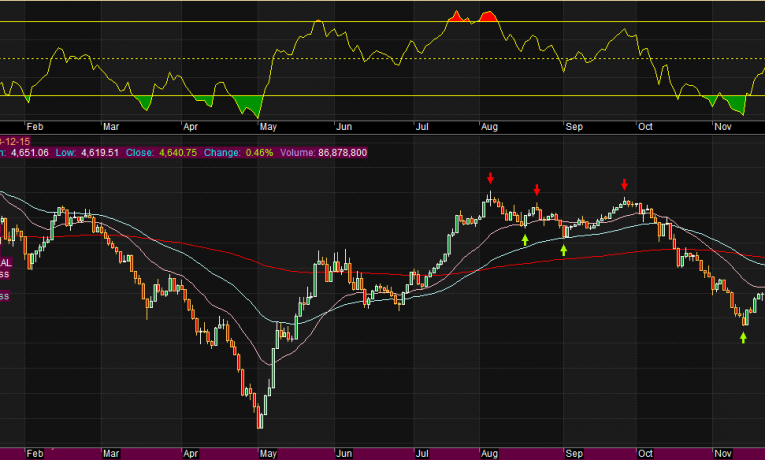 Feb Mar Apr May Jun Jul Aug Sep Oct Nov
-12-15
4,651.06 Low: 4,619.51 Close: 4,640.75 Change: 0.46% Volume: 86,878,800
AL
ss
ss
Feb Mar Apr May Jun Jul Aug Sep Oct Nov